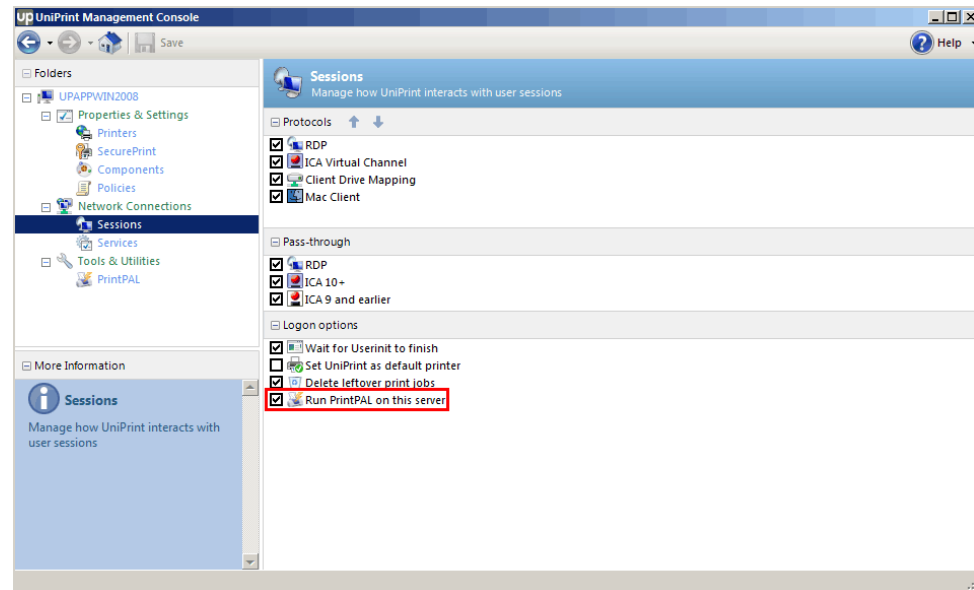 up UniPrint Management Console
Save
Help
Folders
UPAPPWIN2008
Properties & Settings
Printers
SecurePrint
Components
Policies
Network Connections
Sessions
Services
Tools & Utilities
PrintPAL
More Information
Sessions
Manage how UniPrint interacts with
user sessions
Sessions
Manage how UniPrint interacts with user sessions
Protocols
RDP
ICA Virtual Channel
Client Drive Mapping
Mac Client
Pass-through
RDP
ICA 10+
ICA 9 and earlier
Logon options
Wait for Userinit to finish
Set UniPrint as default printer
Delete leftover print jobs
Run PrintPAL on this server